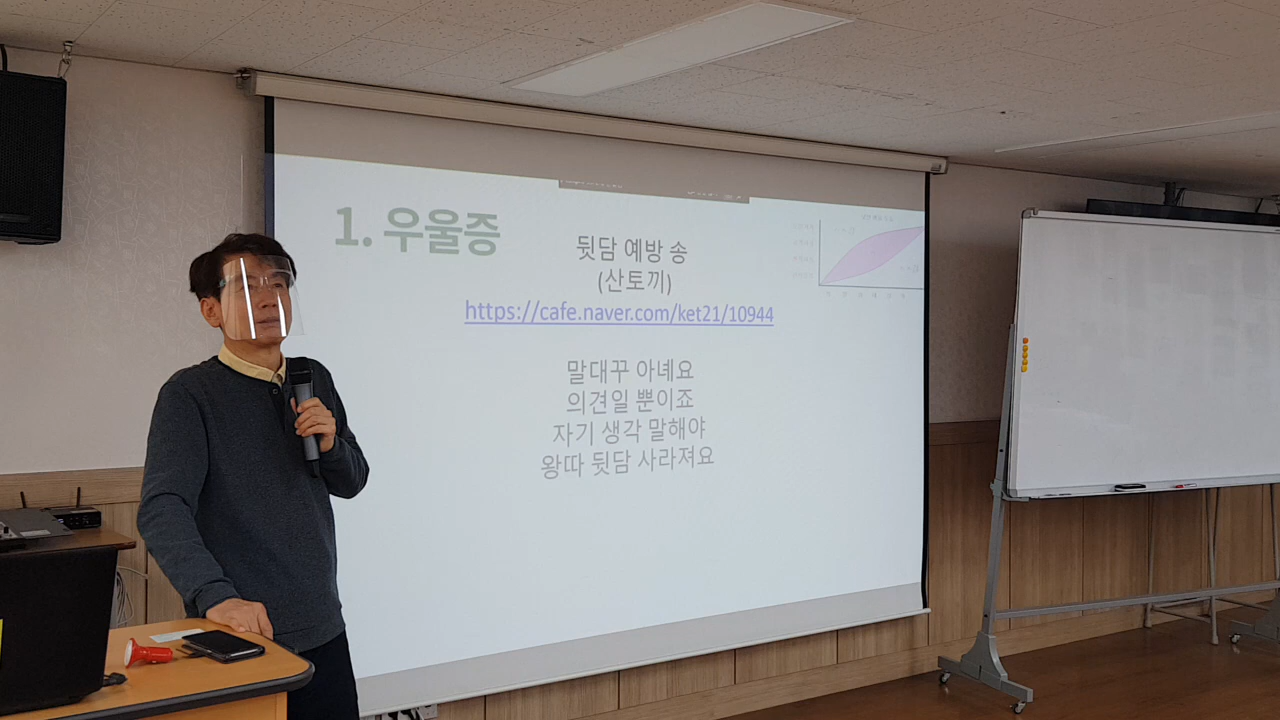 1. 우울증
뒷담 예방 송
(산토끼)
https://cafe.naver.com/ket21/10944
말대꾸 아녜요
의견일 뿐이죠
자기 생각 말해야
왕따 뒷담 사라져요